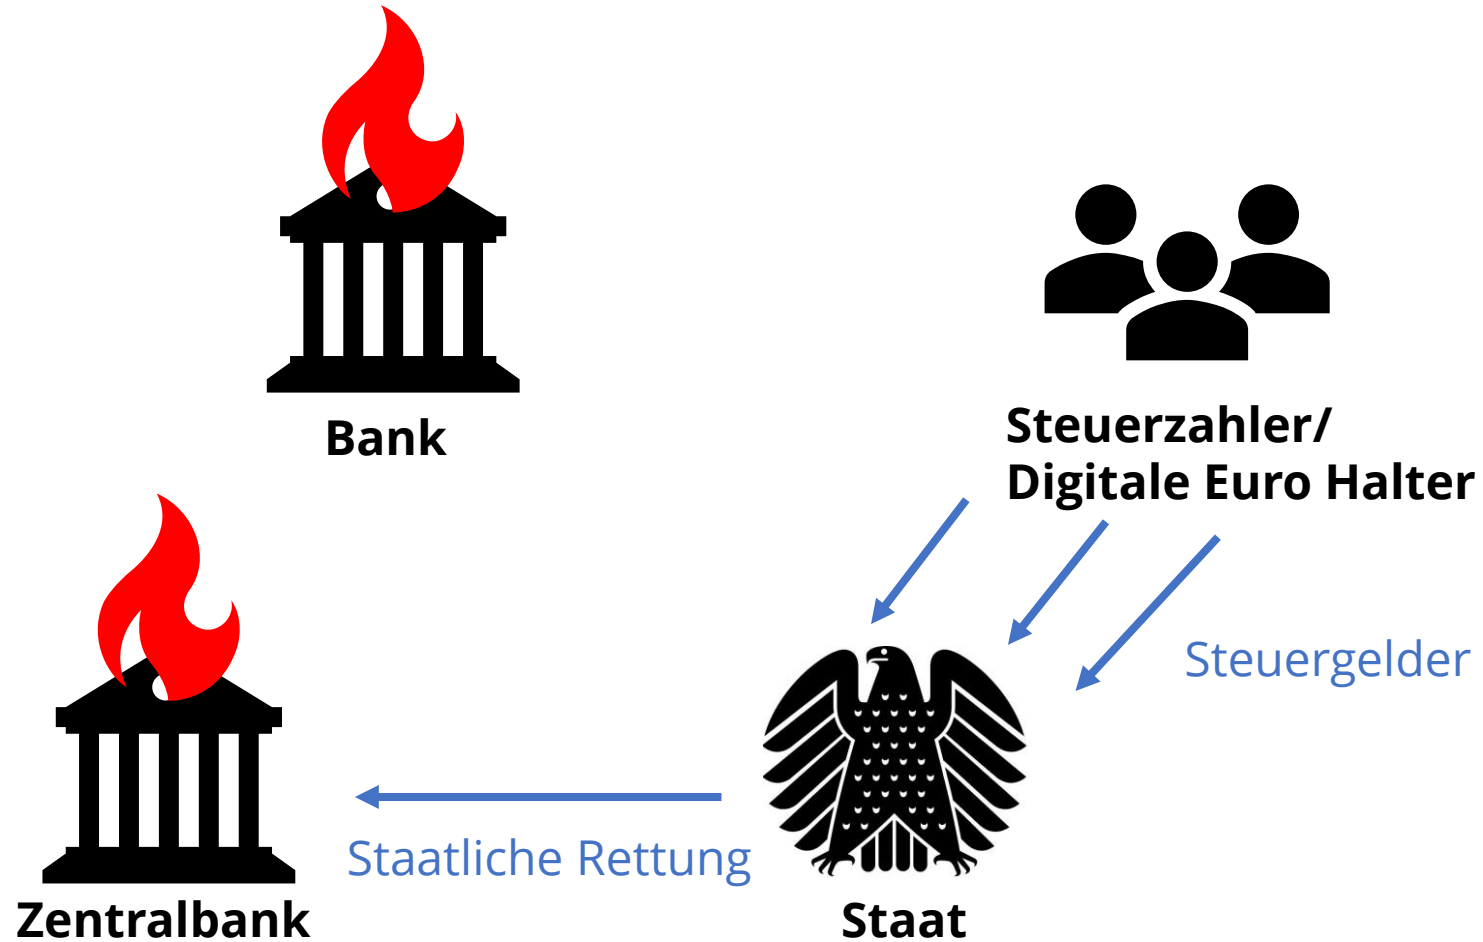 Bank
Steuerzahler/
Digitale Euro Halter
Steuergelder
Staatliche Rettung
Zentralbank
Staat